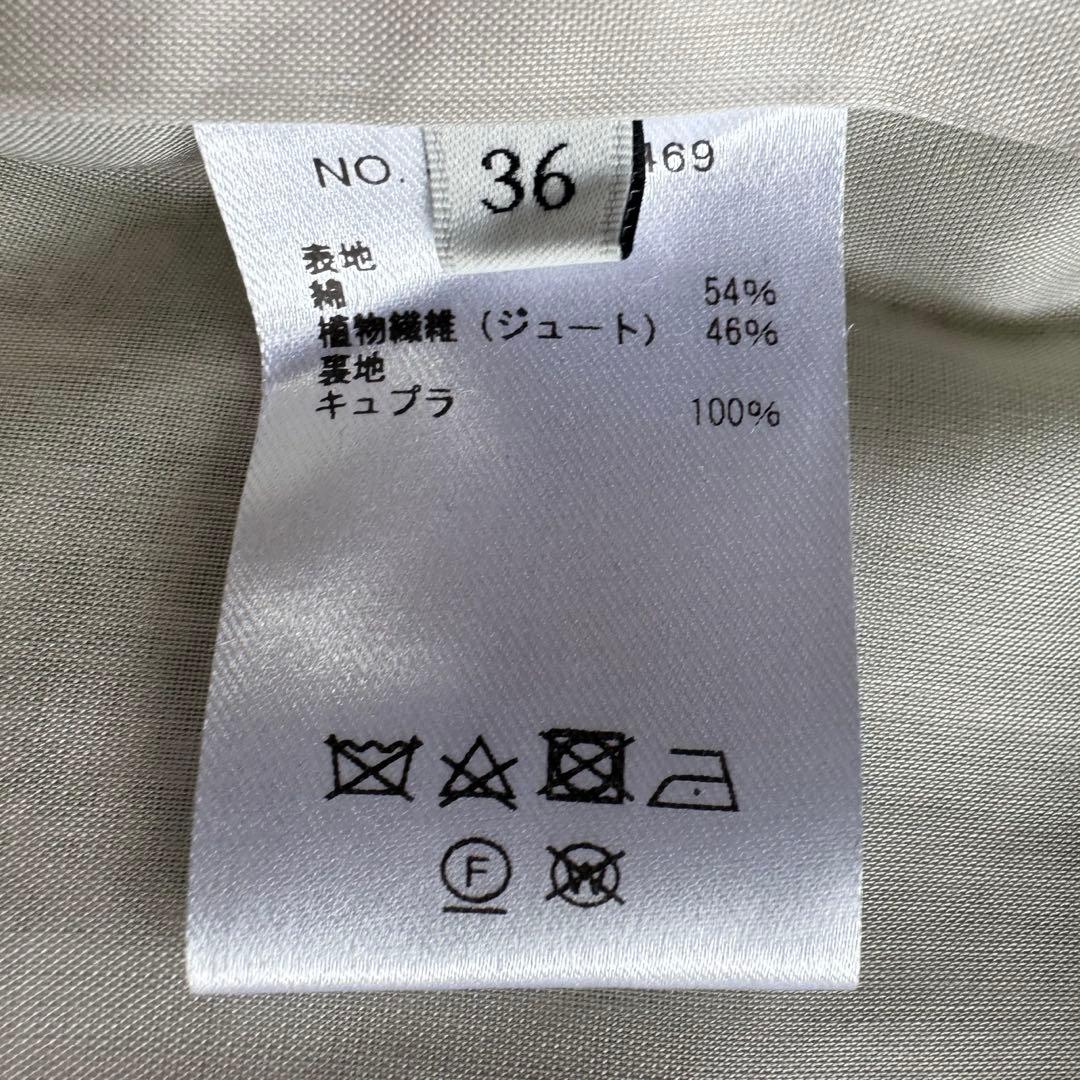 NO. 469
36
表地
綿 54%
植物繊維（ジュート） 46%
裏地
キュプラ 100%
F
W